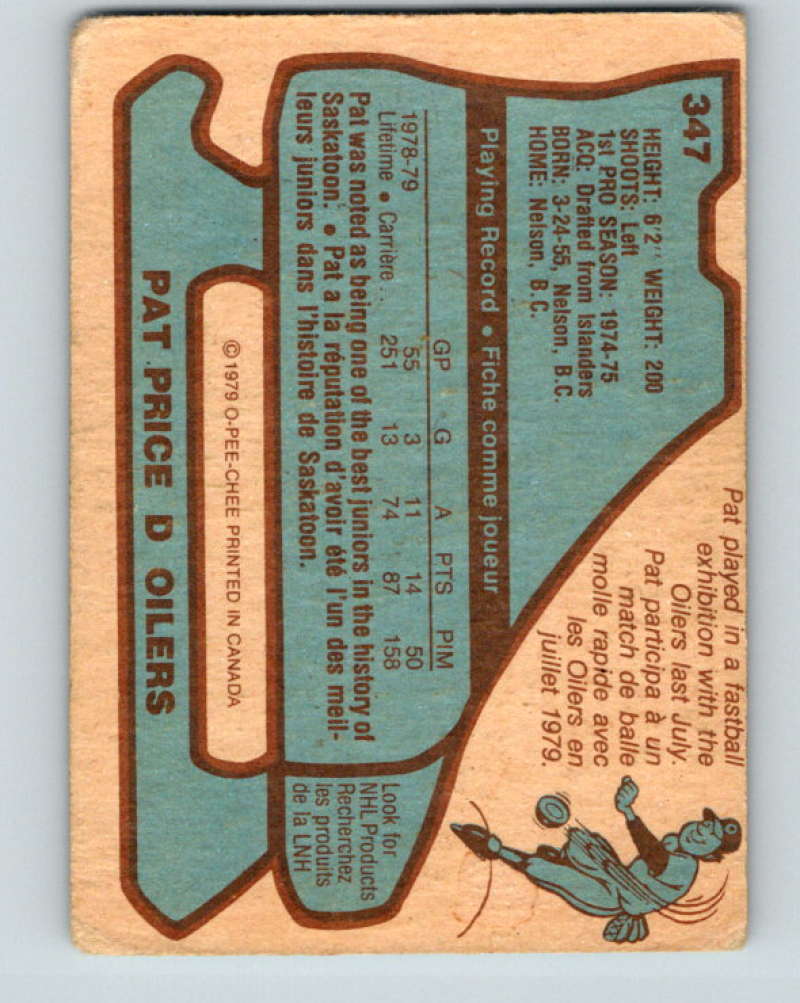 347
HEIGHT: 6'2" WEIGHT: 200
SHOOTS: Left
1st PRO SEASON: 1974-75
ACQ: Drafted from Islanders
BORN: 3-24-55, Nelson, B.C.
HOME: Nelson, B.C.
Pat played in a fastball
exhibition with the
Oilers last July.
Pat participa à un
match de balle
molle rapide avec
les Oilers en
juillet 1979.
Playing Record • Fiche comme joueur
GP G A PTS PIM
1978-79 55 3 11 14 50
Lifetime • Carrière . 251 13 74 87 158
Pat was noted as being one of the best juniors in the history of
Saskatoon. • Pat a la réputation d'avoir été l'un des meil-
leurs juniors dans l'histoire de Saskatoon.
Look for
NHL Products
Recherchez
les produits
de la LNH
©1979 O-PEE-CHEE PRINTED IN CANADA
PAT PRICE D OILERS